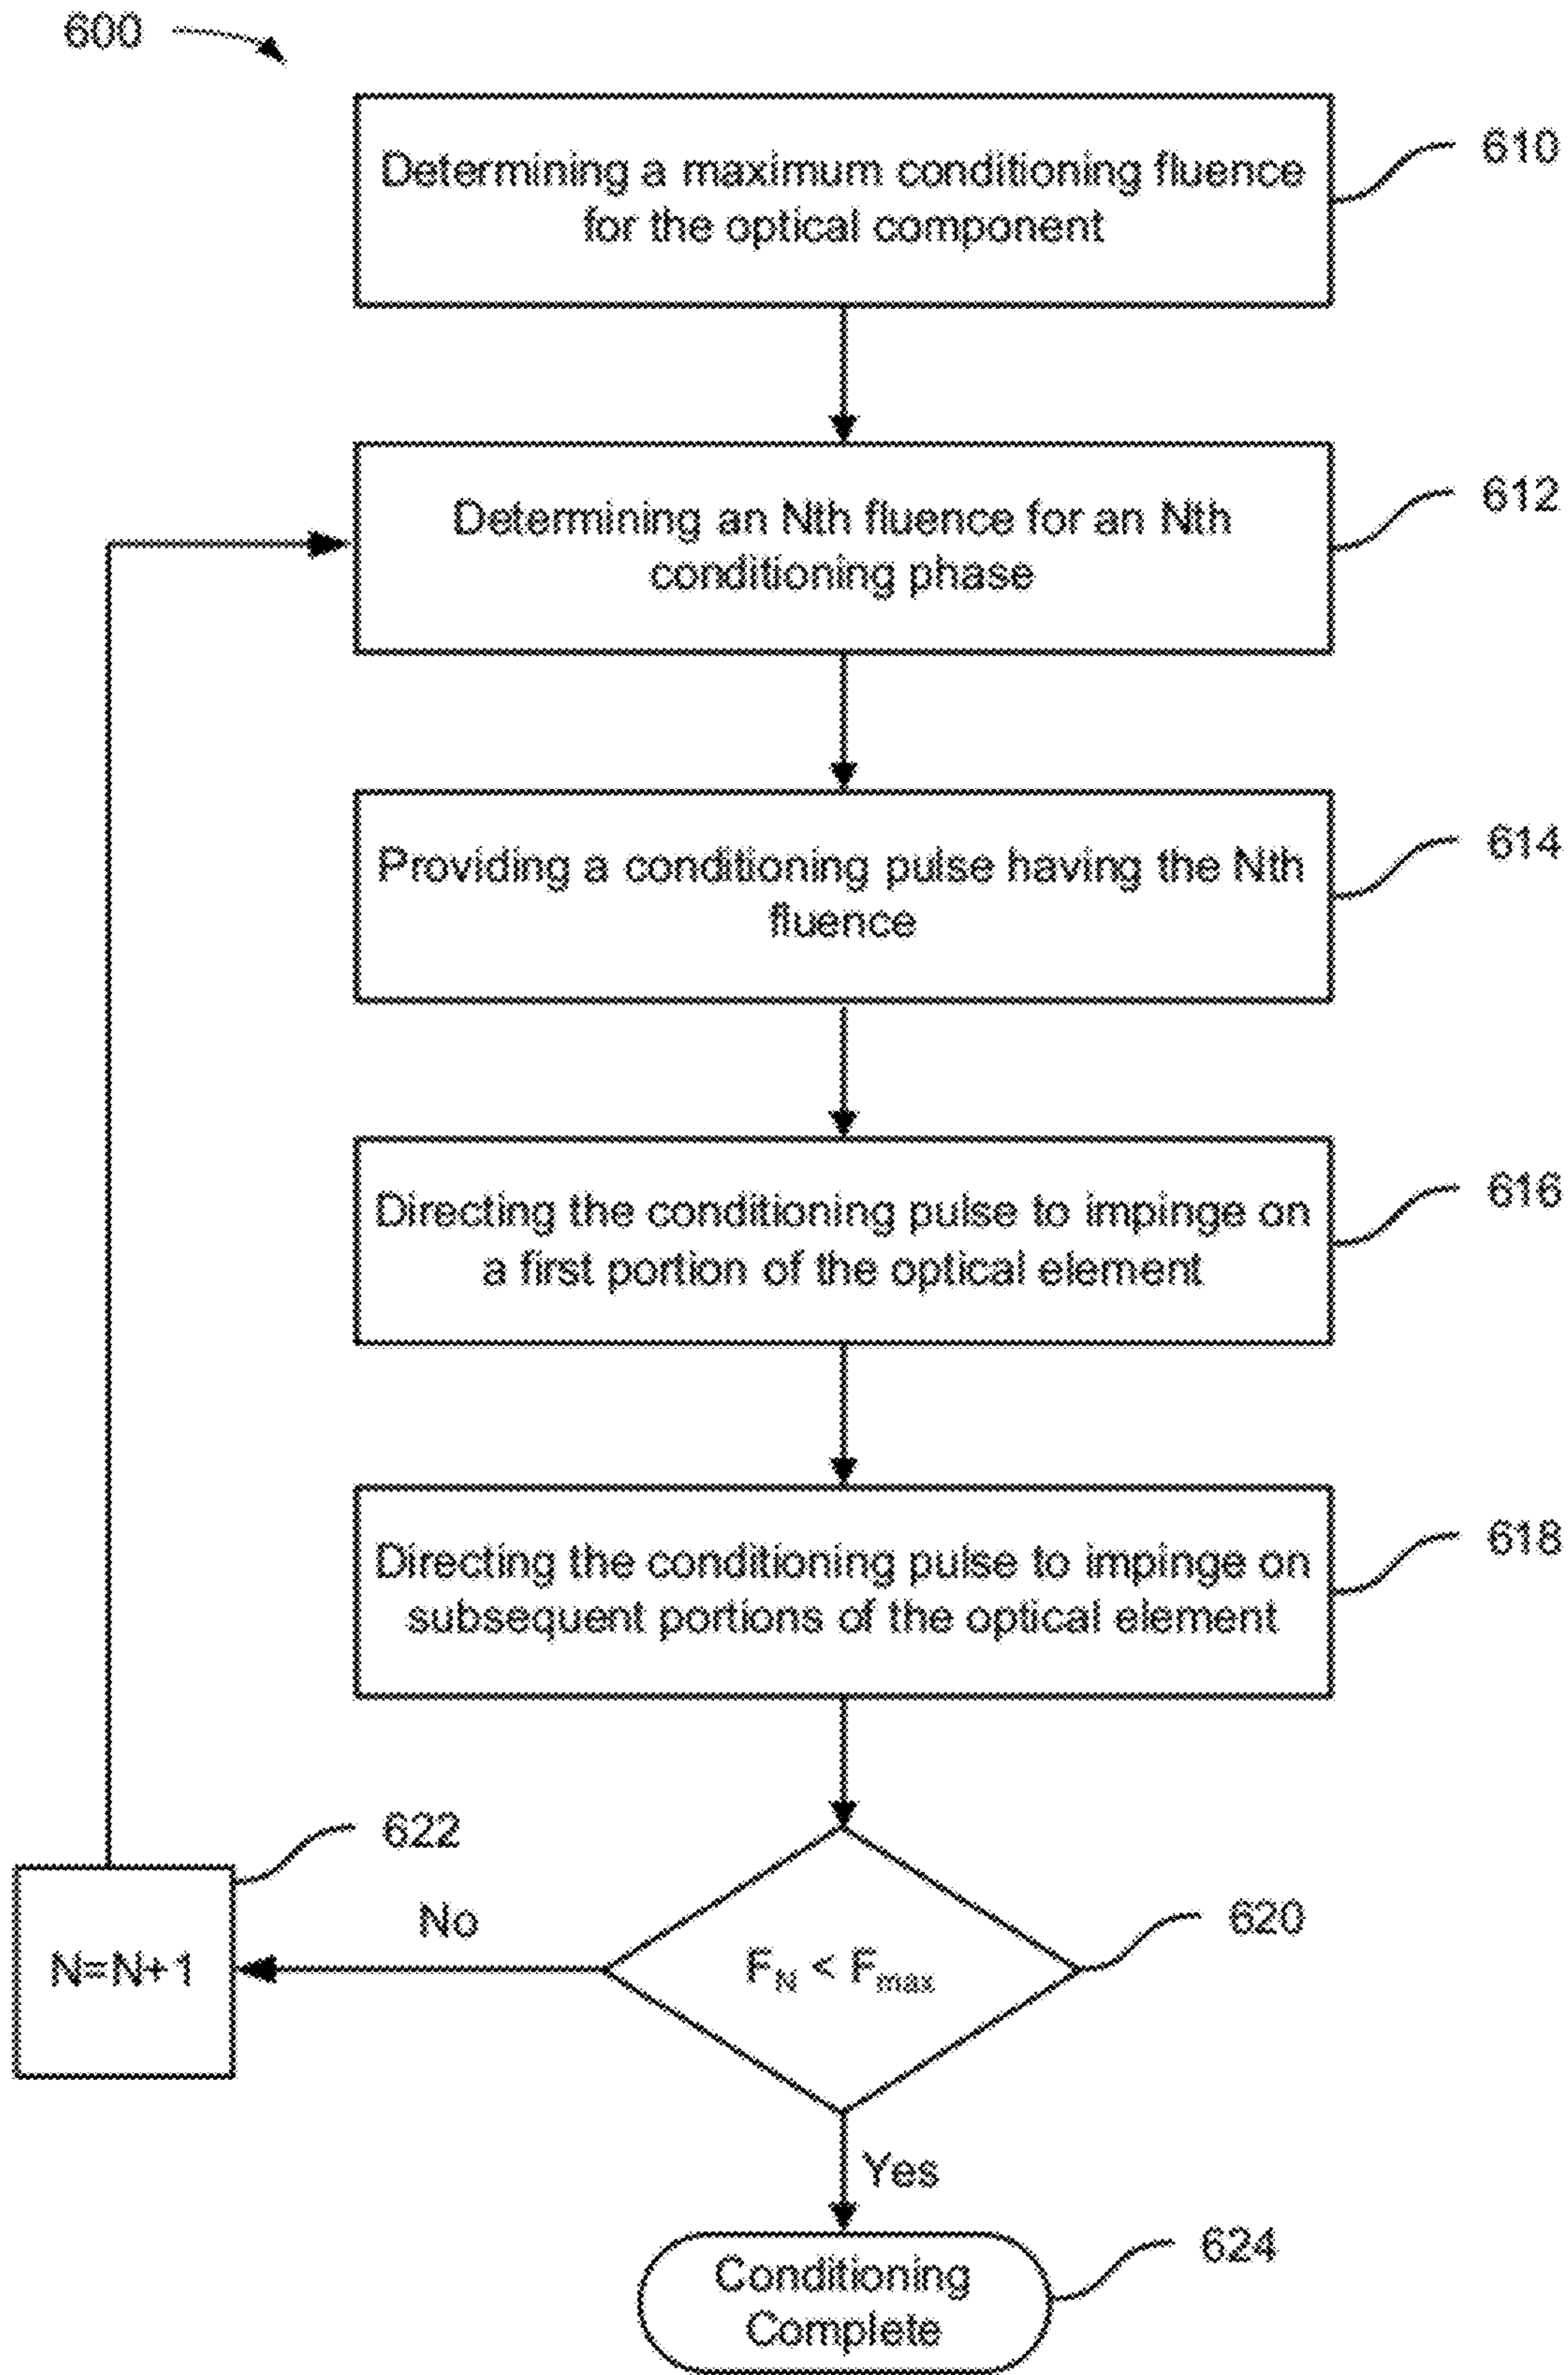 600
Determining a maximum conditioning fluence
for the optical component
610
Determining an Nth fluence for an Nth
conditioning phase
612
Providing a conditioning pulse having the Nth
fluence
614
Directing the conditioning pulse to impinge on
a first portion of the optical element
616
Directing the conditioning pulse to impinge on
subsequent portions of the optical element
618
622
N=N+1
No
F_N < F_max
620
Yes
Conditioning
Complete
624